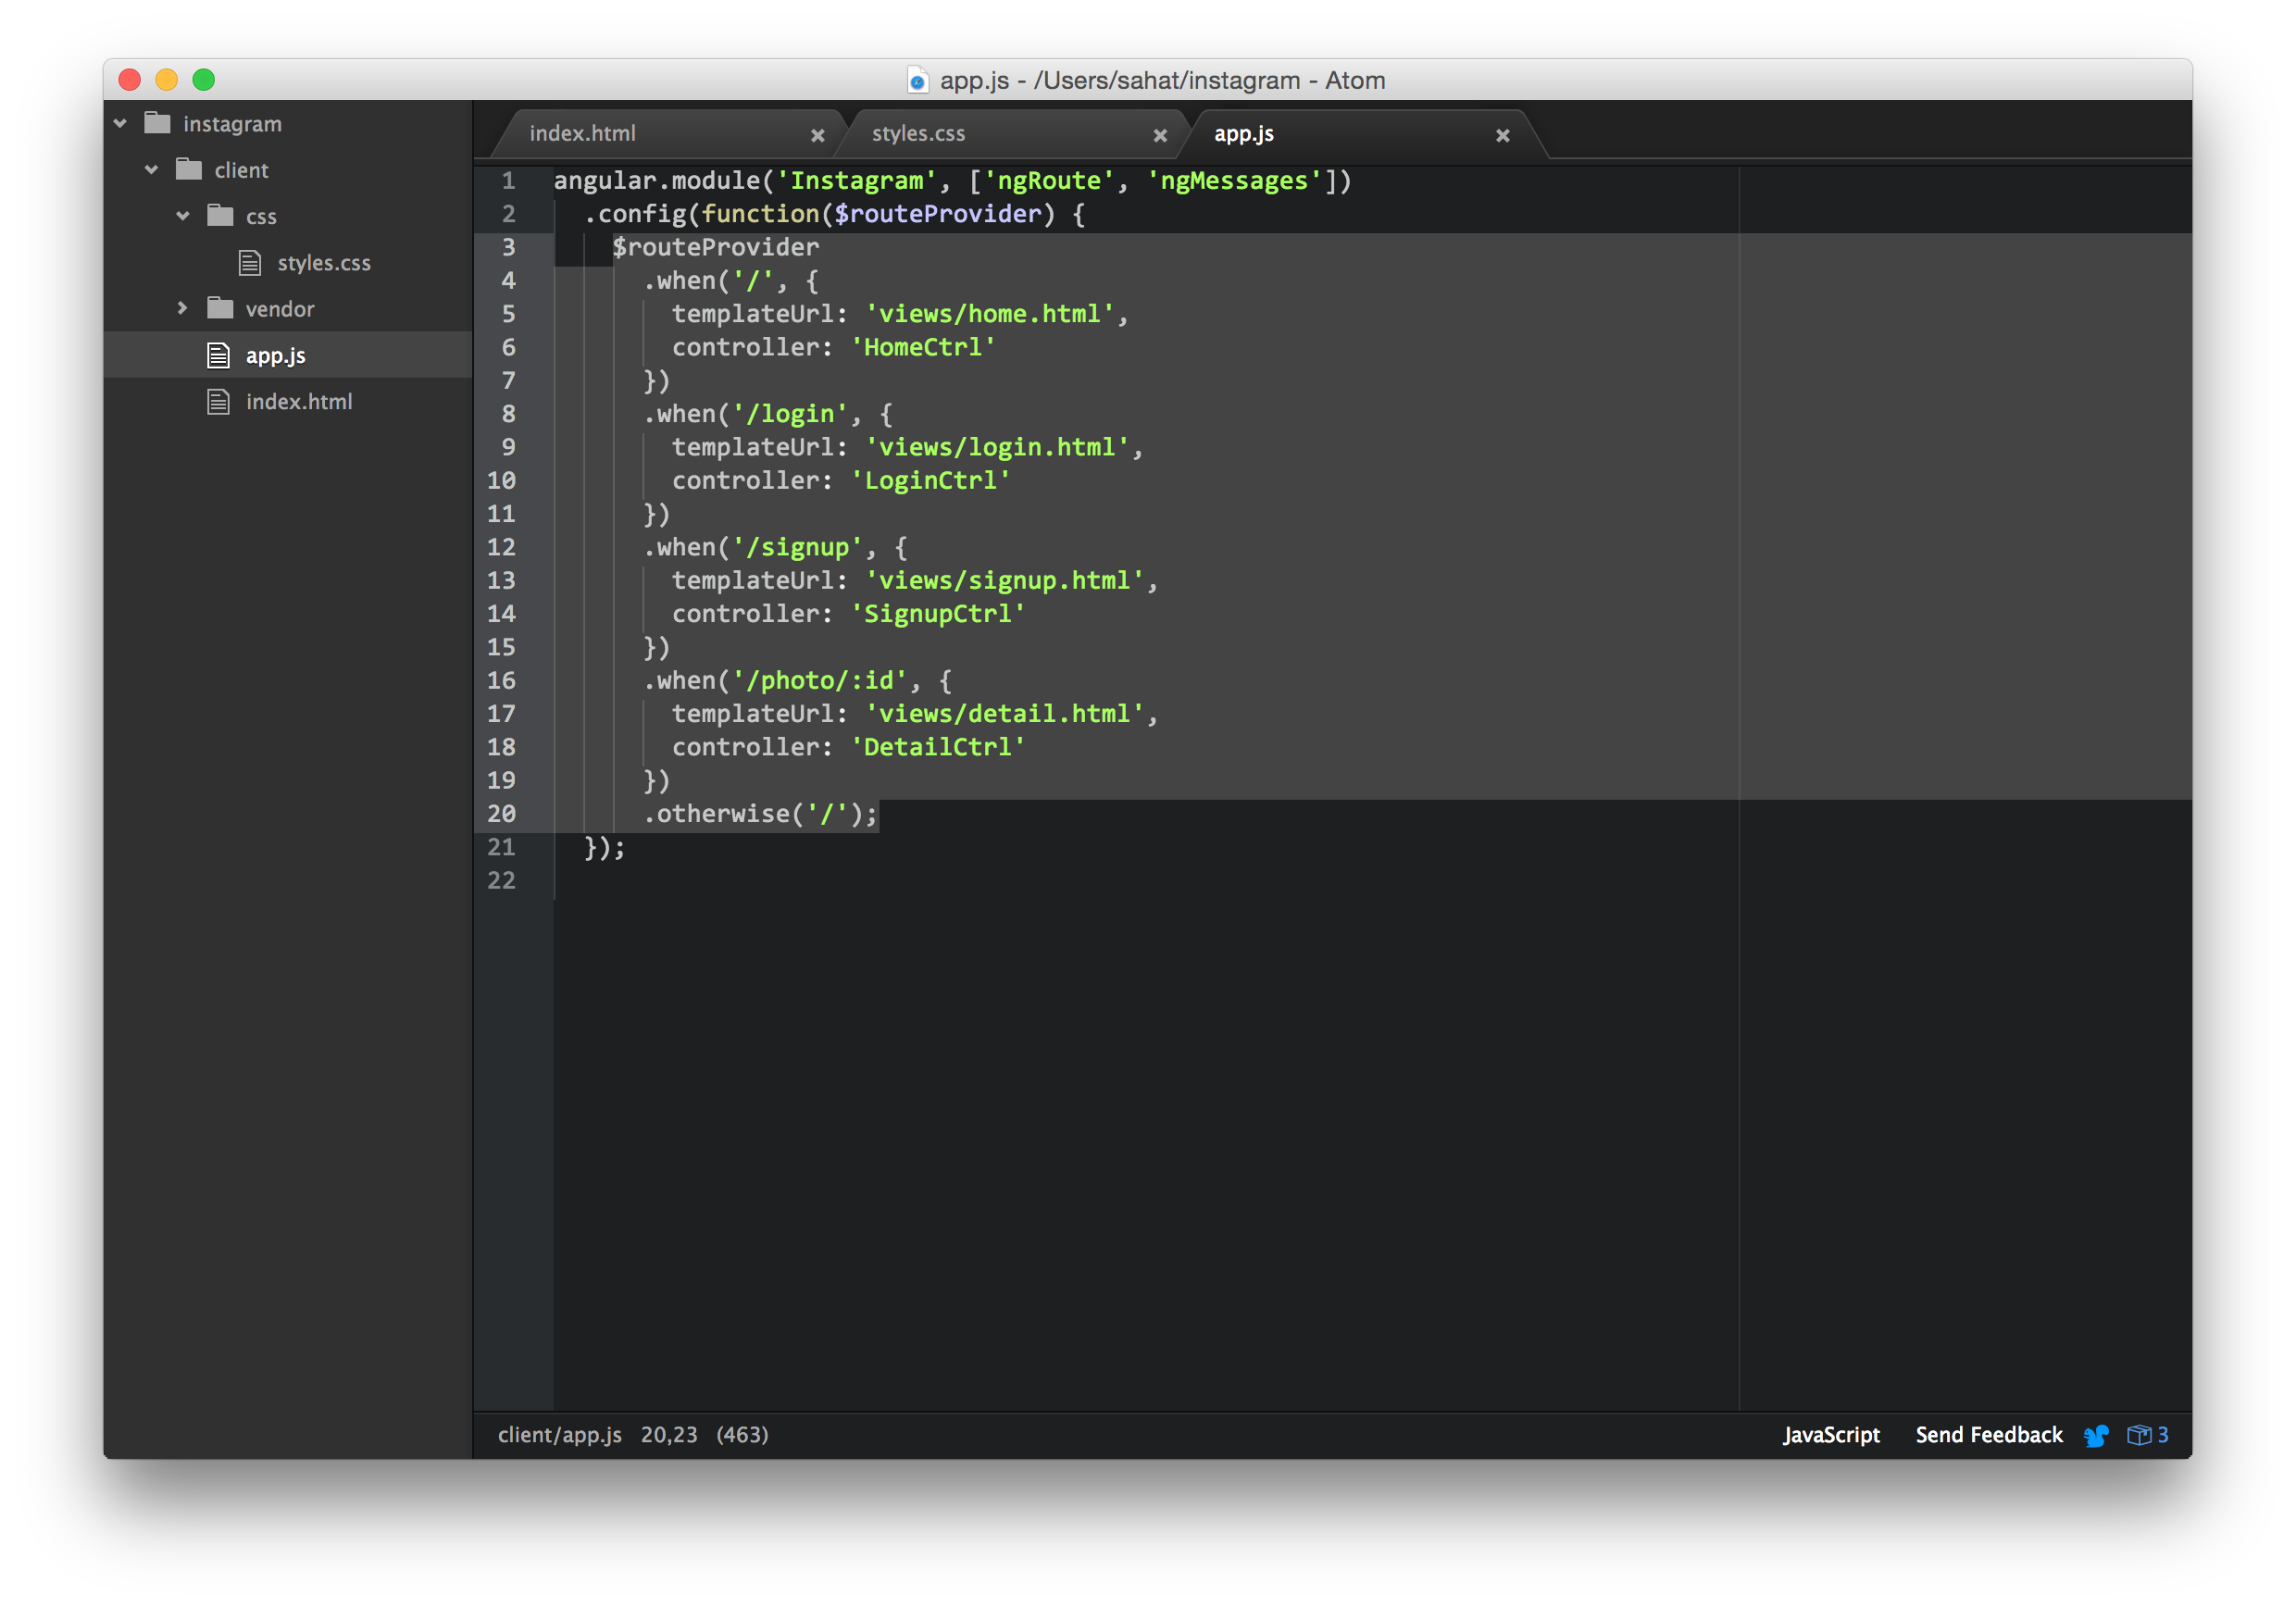 app.js - /Users/sahat/instagram - Atom
instagram
client
css
styles.css
vendor
app.js
index.html
index.html
styles.css
app.js
1 angular.module('Instagram', ['ngRoute', 'ngMessages'])
2 .config(function($routeProvider) {
3 $routeProvider
4 .when('/', {
5 templateUrl: 'views/home.html',
6 controller: 'HomeCtrl'
7 })
8 .when('/login', {
9 templateUrl: 'views/login.html',
10 controller: 'LoginCtrl'
11 })
12 .when('/signup', {
13 templateUrl: 'views/signup.html',
14 controller: 'SignupCtrl'
15 })
16 .when('/photo/:id', {
17 templateUrl: 'views/detail.html',
18 controller: 'DetailCtrl'
19 })
20 .otherwise('/');
21 });
22
client/app.js 20,23 (463) JavaScript Send Feedback 3